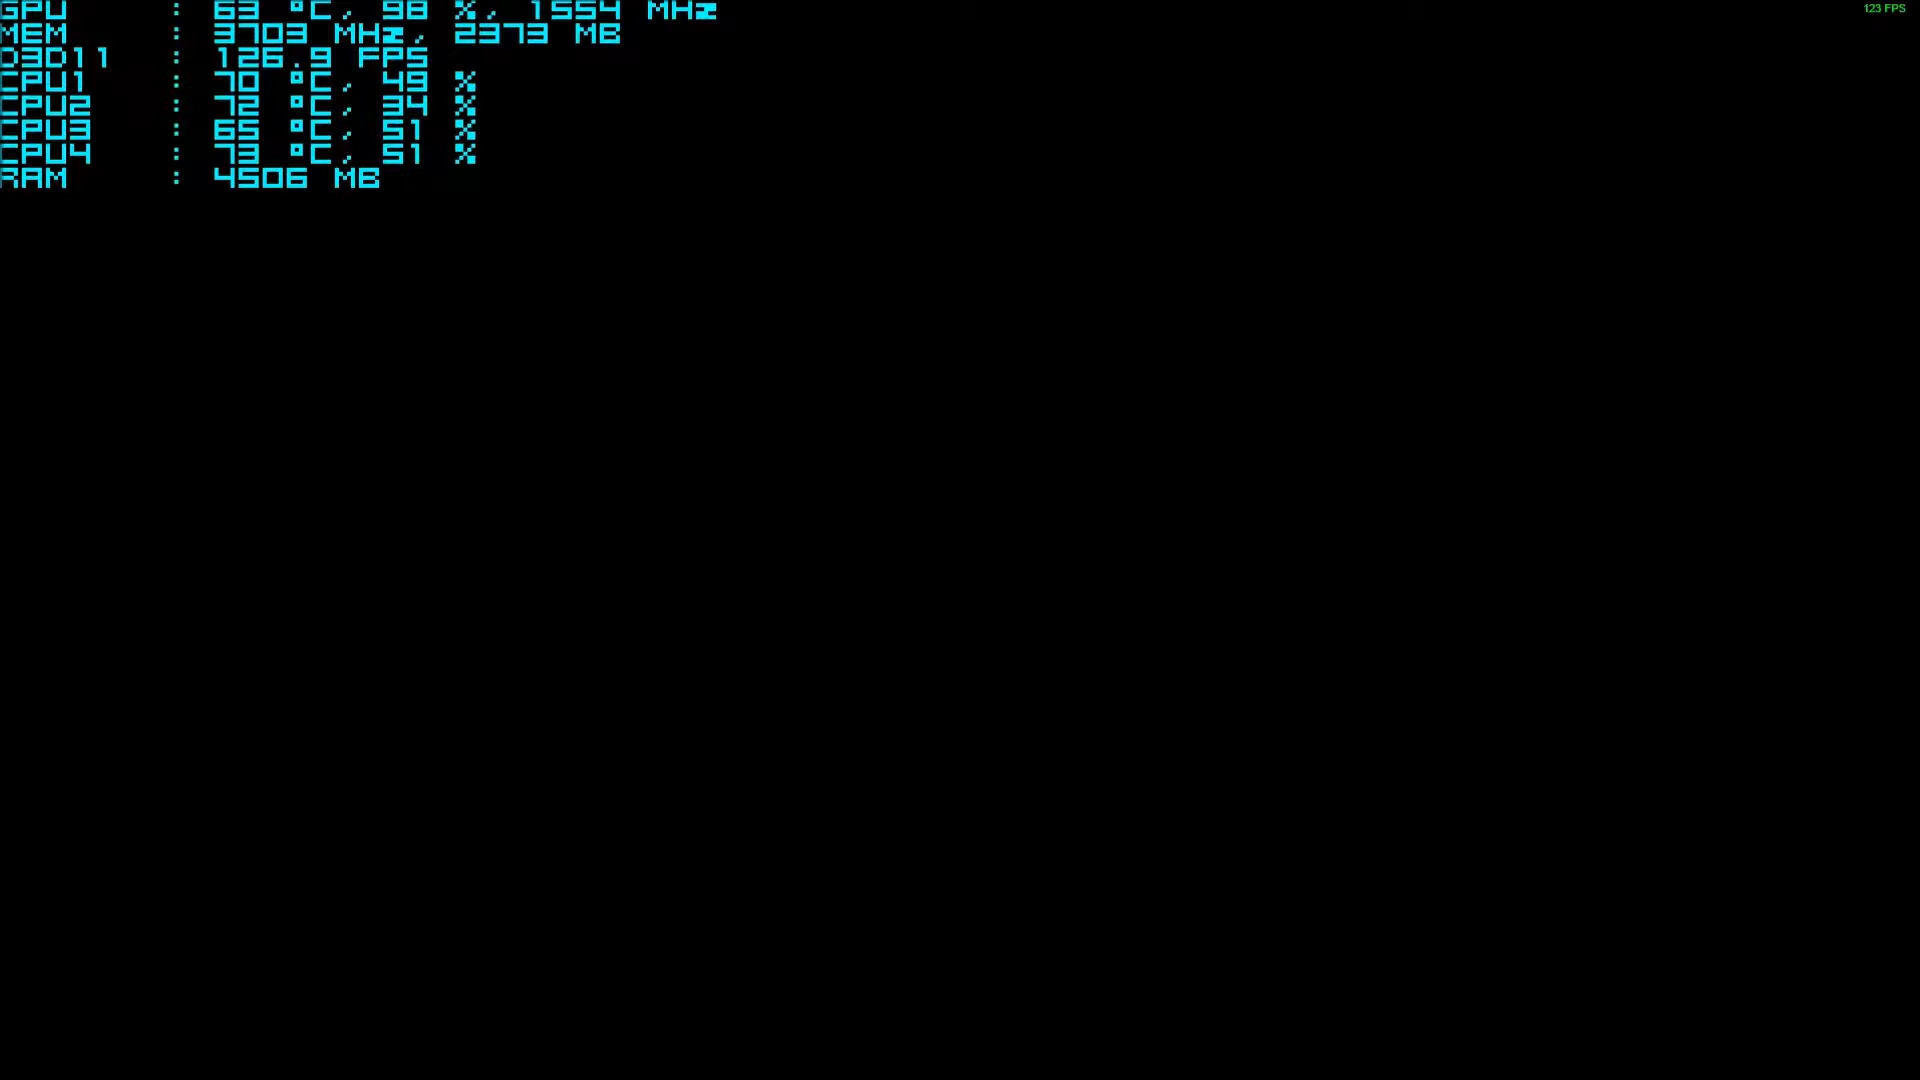 GPU : 63 °C, 98 %, 1554 MHz
MEM : 3703 MHz, 2373 MB
D3D11 : 126.9 FPS
CPU1 : 70 °C, 49 %
CPU2 : 72 °C, 34 %
CPU3 : 65 °C, 51 %
CPU4 : 73 °C, 51 %
RAM : 4506 MB
123 FPS